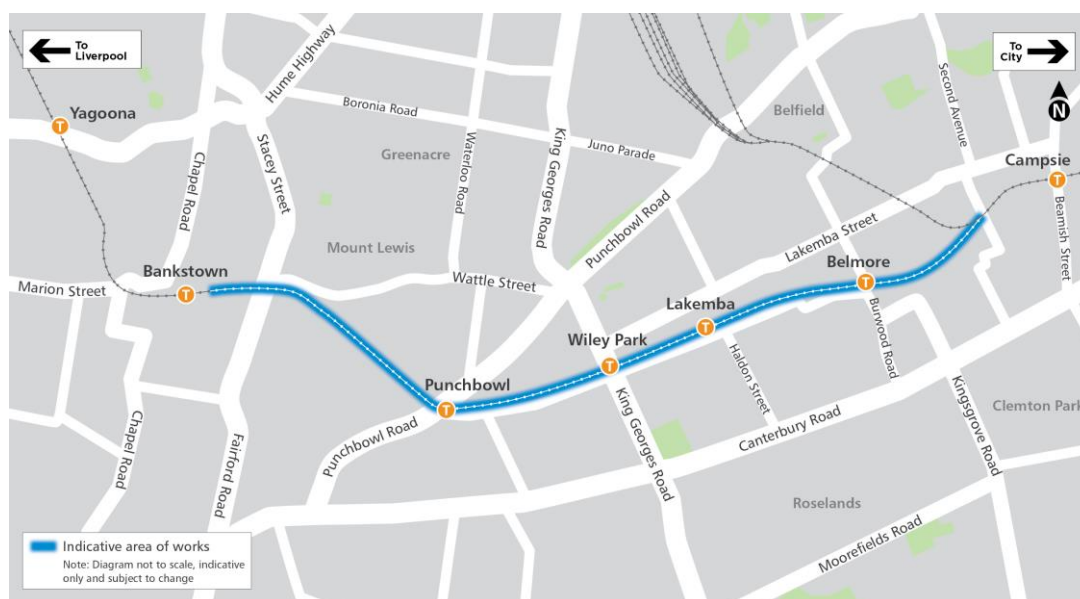 To
Liverpool
Hume Highway
To
City
N
Second Avenue
Yagoona
Boronia Road
Belfield
Juno Parade
Greenacre
Waterloo Road
King Georges Road
Campsie
Chapel Road
Stacey Street
Punchbowl Road
Beamish Street
Lakemba Street
Mount Lewis
Bankstown
Belmore
Marion Street
Wattle Street
Lakemba
Wiley Park
Burwood Road
Haldon Street
Punchbowl
Kingsgrove Road
Clemton Park
Chapel Road
Fairford Road
Punchbowl Road
King Georges Road
Canterbury Road
Roselands
Moorefields Road
Indicative area of works
Note: Diagram not to scale, indicative
only and subject to change
T
T
T
T
T
T
T